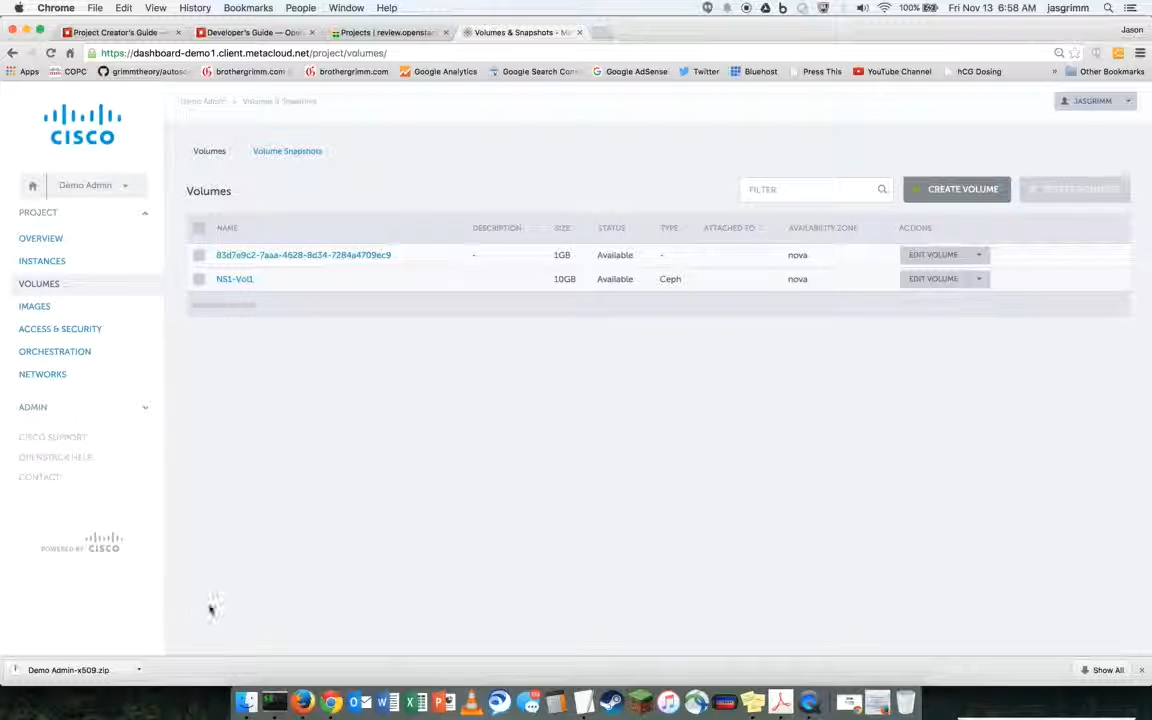 Chrome File Edit View History Bookmarks People Window Help 100% Fri Nov 13 6:58 AM jasgrimm
Project Creator's Guide — Developer's Guide — Ope Projects | review.openstac Volumes & Snapshots - Me Jason
https://dashboard-demo1.client.metacloud.net/project/volumes/
Apps COPC grimmtheory/autosc brothergrimm.com brothergrimm.com Google Analytics Google Search Cons Google AdSense Twitter Bluehost Press This YouTube Channel hCG Dosing » Other Bookmarks
Demo Admin > Volumes & Snapshots JASGRIMM
CISCO
Volumes Volume Snapshots
Demo Admin
Volumes FILTER CREATE VOLUME
PROJECT
OVERVIEW
INSTANCES
VOLUMES
IMAGES
ACCESS & SECURITY
ORCHESTRATION
NETWORKS
ADMIN
CISCO SUPPORT
OPENSTACK HELP
CONTACT
POWERED BY CISCO
NAME DESCRIPTION SIZE STATUS TYPE ATTACHED TO AVAILABILITY ZONE ACTIONS
83d7e9c2-7aaa-4628-8d34-7284a4709ec9 - 1GB Available - nova EDIT VOLUME
NS1-Vol1 10GB Available Ceph nova EDIT VOLUME
Demo Admin-x509.zip Show All